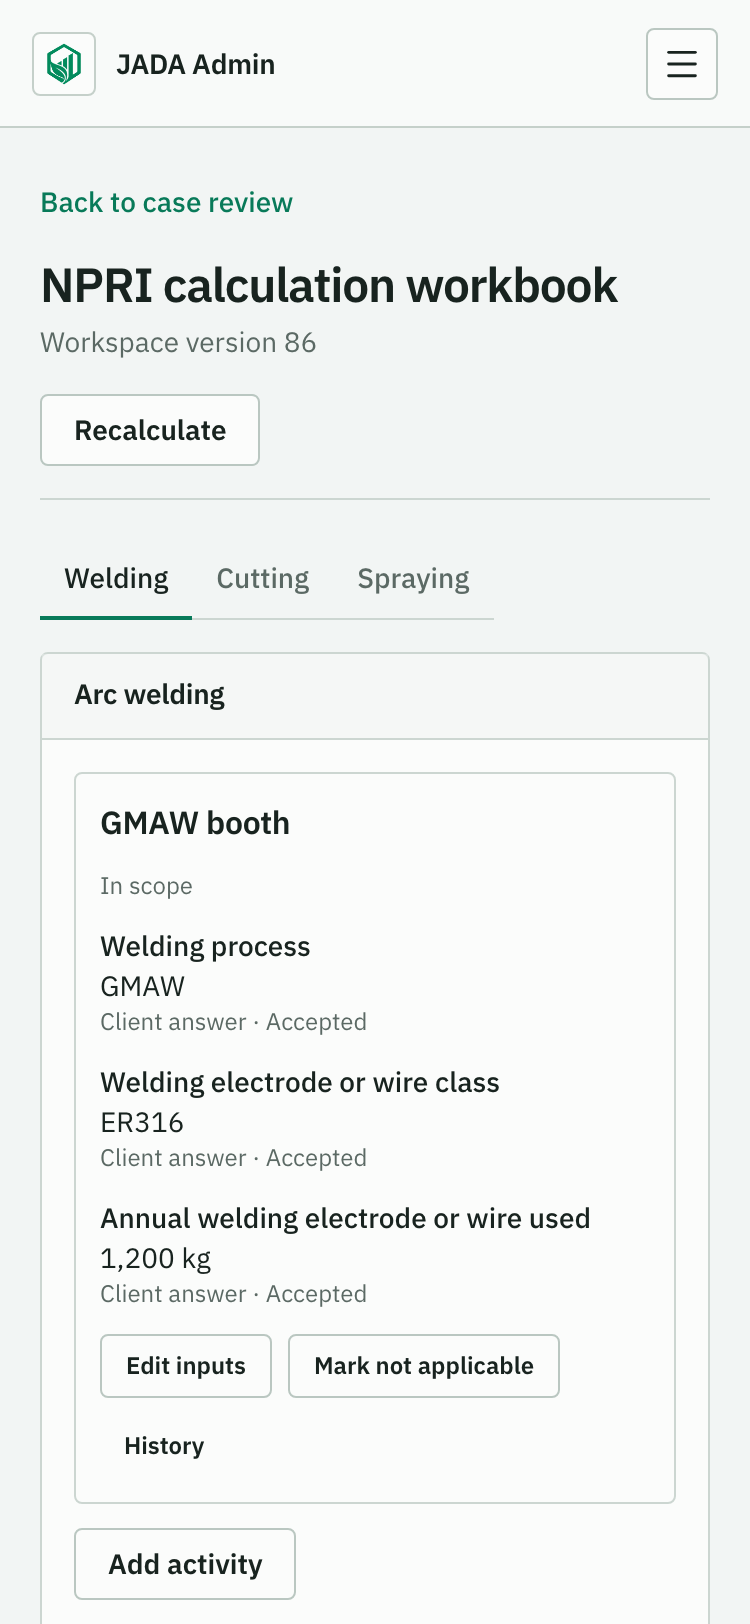 JADA Admin
Back to case review
NPRI calculation workbook
Workspace version 86
Recalculate
Welding Cutting Spraying
Arc welding
GMAW booth
In scope
Welding process
GMAW
Client answer · Accepted
Welding electrode or wire class
ER316
Client answer · Accepted
Annual welding electrode or wire used
1,200 kg
Client answer · Accepted
Edit inputs Mark not applicable
History
Add activity